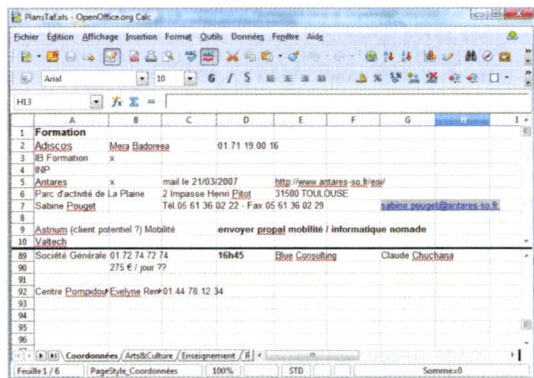 PlansTaf.xls - OpenOffice.org Calc
Fichier Édition Affichage Insertion Format Outils Données Fenêtre Aide
Arial 10 G I S
H13 fx Σ =
A B C D E F G H I
1 Formation
2 Adiscos Mera Badoreea 01.71.19.00 16
3 IB Formation x
4 INP
5 Antares x mail le 21/03/2007 http://www.antares-so.fr/esi/
6 Parc d'activité de La Plaine 2 Impasse Henri Pitot 31500 TOULOUSE
7 Sabine Pouget Tél.05 61 36 02 22 - Fax 05 61 36 02 29 sabine.pouget@antares-so.fr
8
9 Astrium (client potentiel ?) Mobilité envoyer propal mobilité / informatique nomade
10 Valtech
89 Société Générale 01.72 74 72 74 16h45 Blue Consulting Claude Chuchana
90 275 € / jour ??
91
92 Centre Pompidou Evelyne 01 44 78.12 34
93
94
95
96
Coordonnées Arts&Culture Enseignement
Feuille 1 / 6 PageStyle_Coordonnées 100% STD Somme=0